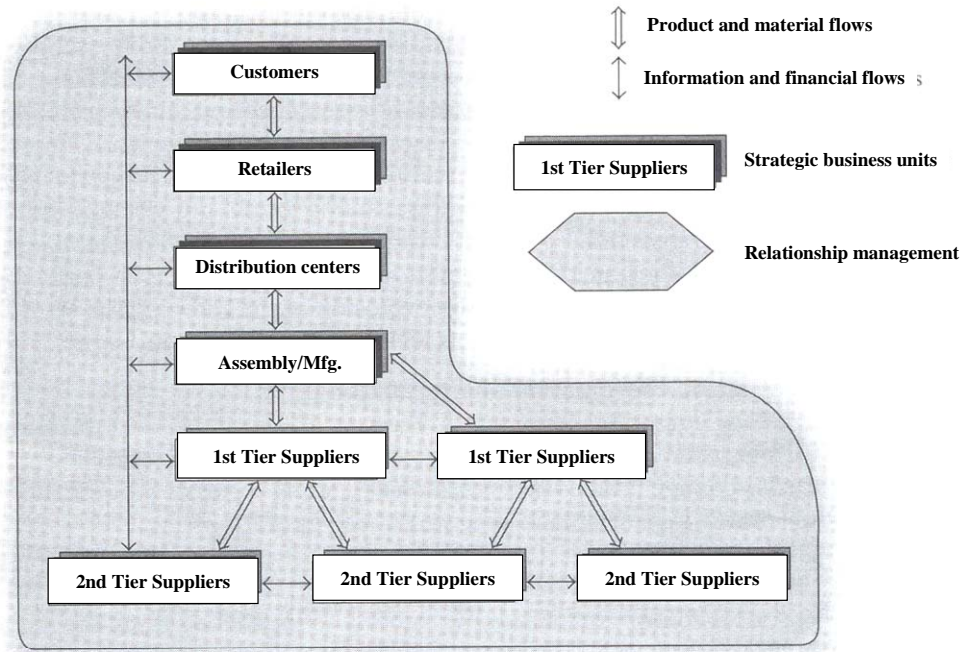 Customers
Retailers
Distribution centers
Assembly/Mfg.
1st Tier Suppliers
1st Tier Suppliers
2nd Tier Suppliers
2nd Tier Suppliers
2nd Tier Suppliers
Product and material flows
Information and financial flows s
1st Tier Suppliers
Strategic business units
Relationship management